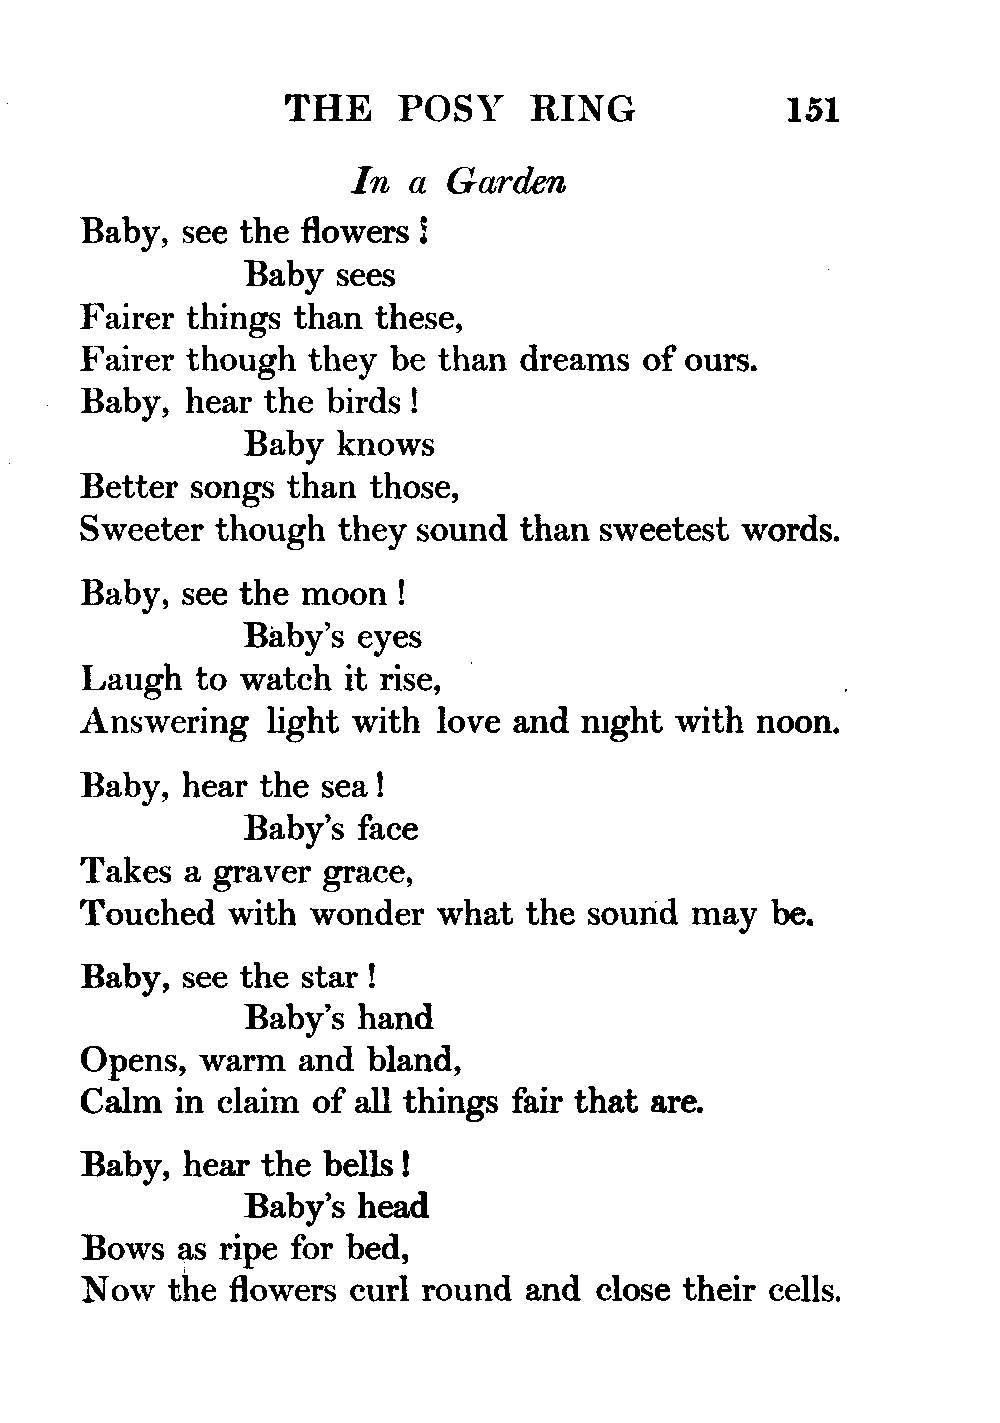 THE POSY RING 151
In a Garden
Baby, see the flowers!
Baby sees
Fairer things than these,
Fairer though they be than dreams of ours.
Baby, hear the birds!
Baby knows
Better songs than those,
Sweeter though they sound than sweetest words.
Baby, see the moon!
Baby's eyes
Laugh to watch it rise,
Answering light with love and night with noon.
Baby, hear the sea!
Baby's face
Takes a graver grace,
Touched with wonder what the sound may be.
Baby, see the star!
Baby's hand
Opens, warm and bland,
Calm in claim of all things fair that are.
Baby, hear the bells!
Baby's head
Bows as ripe for bed,
Now the flowers curl round and close their cells.